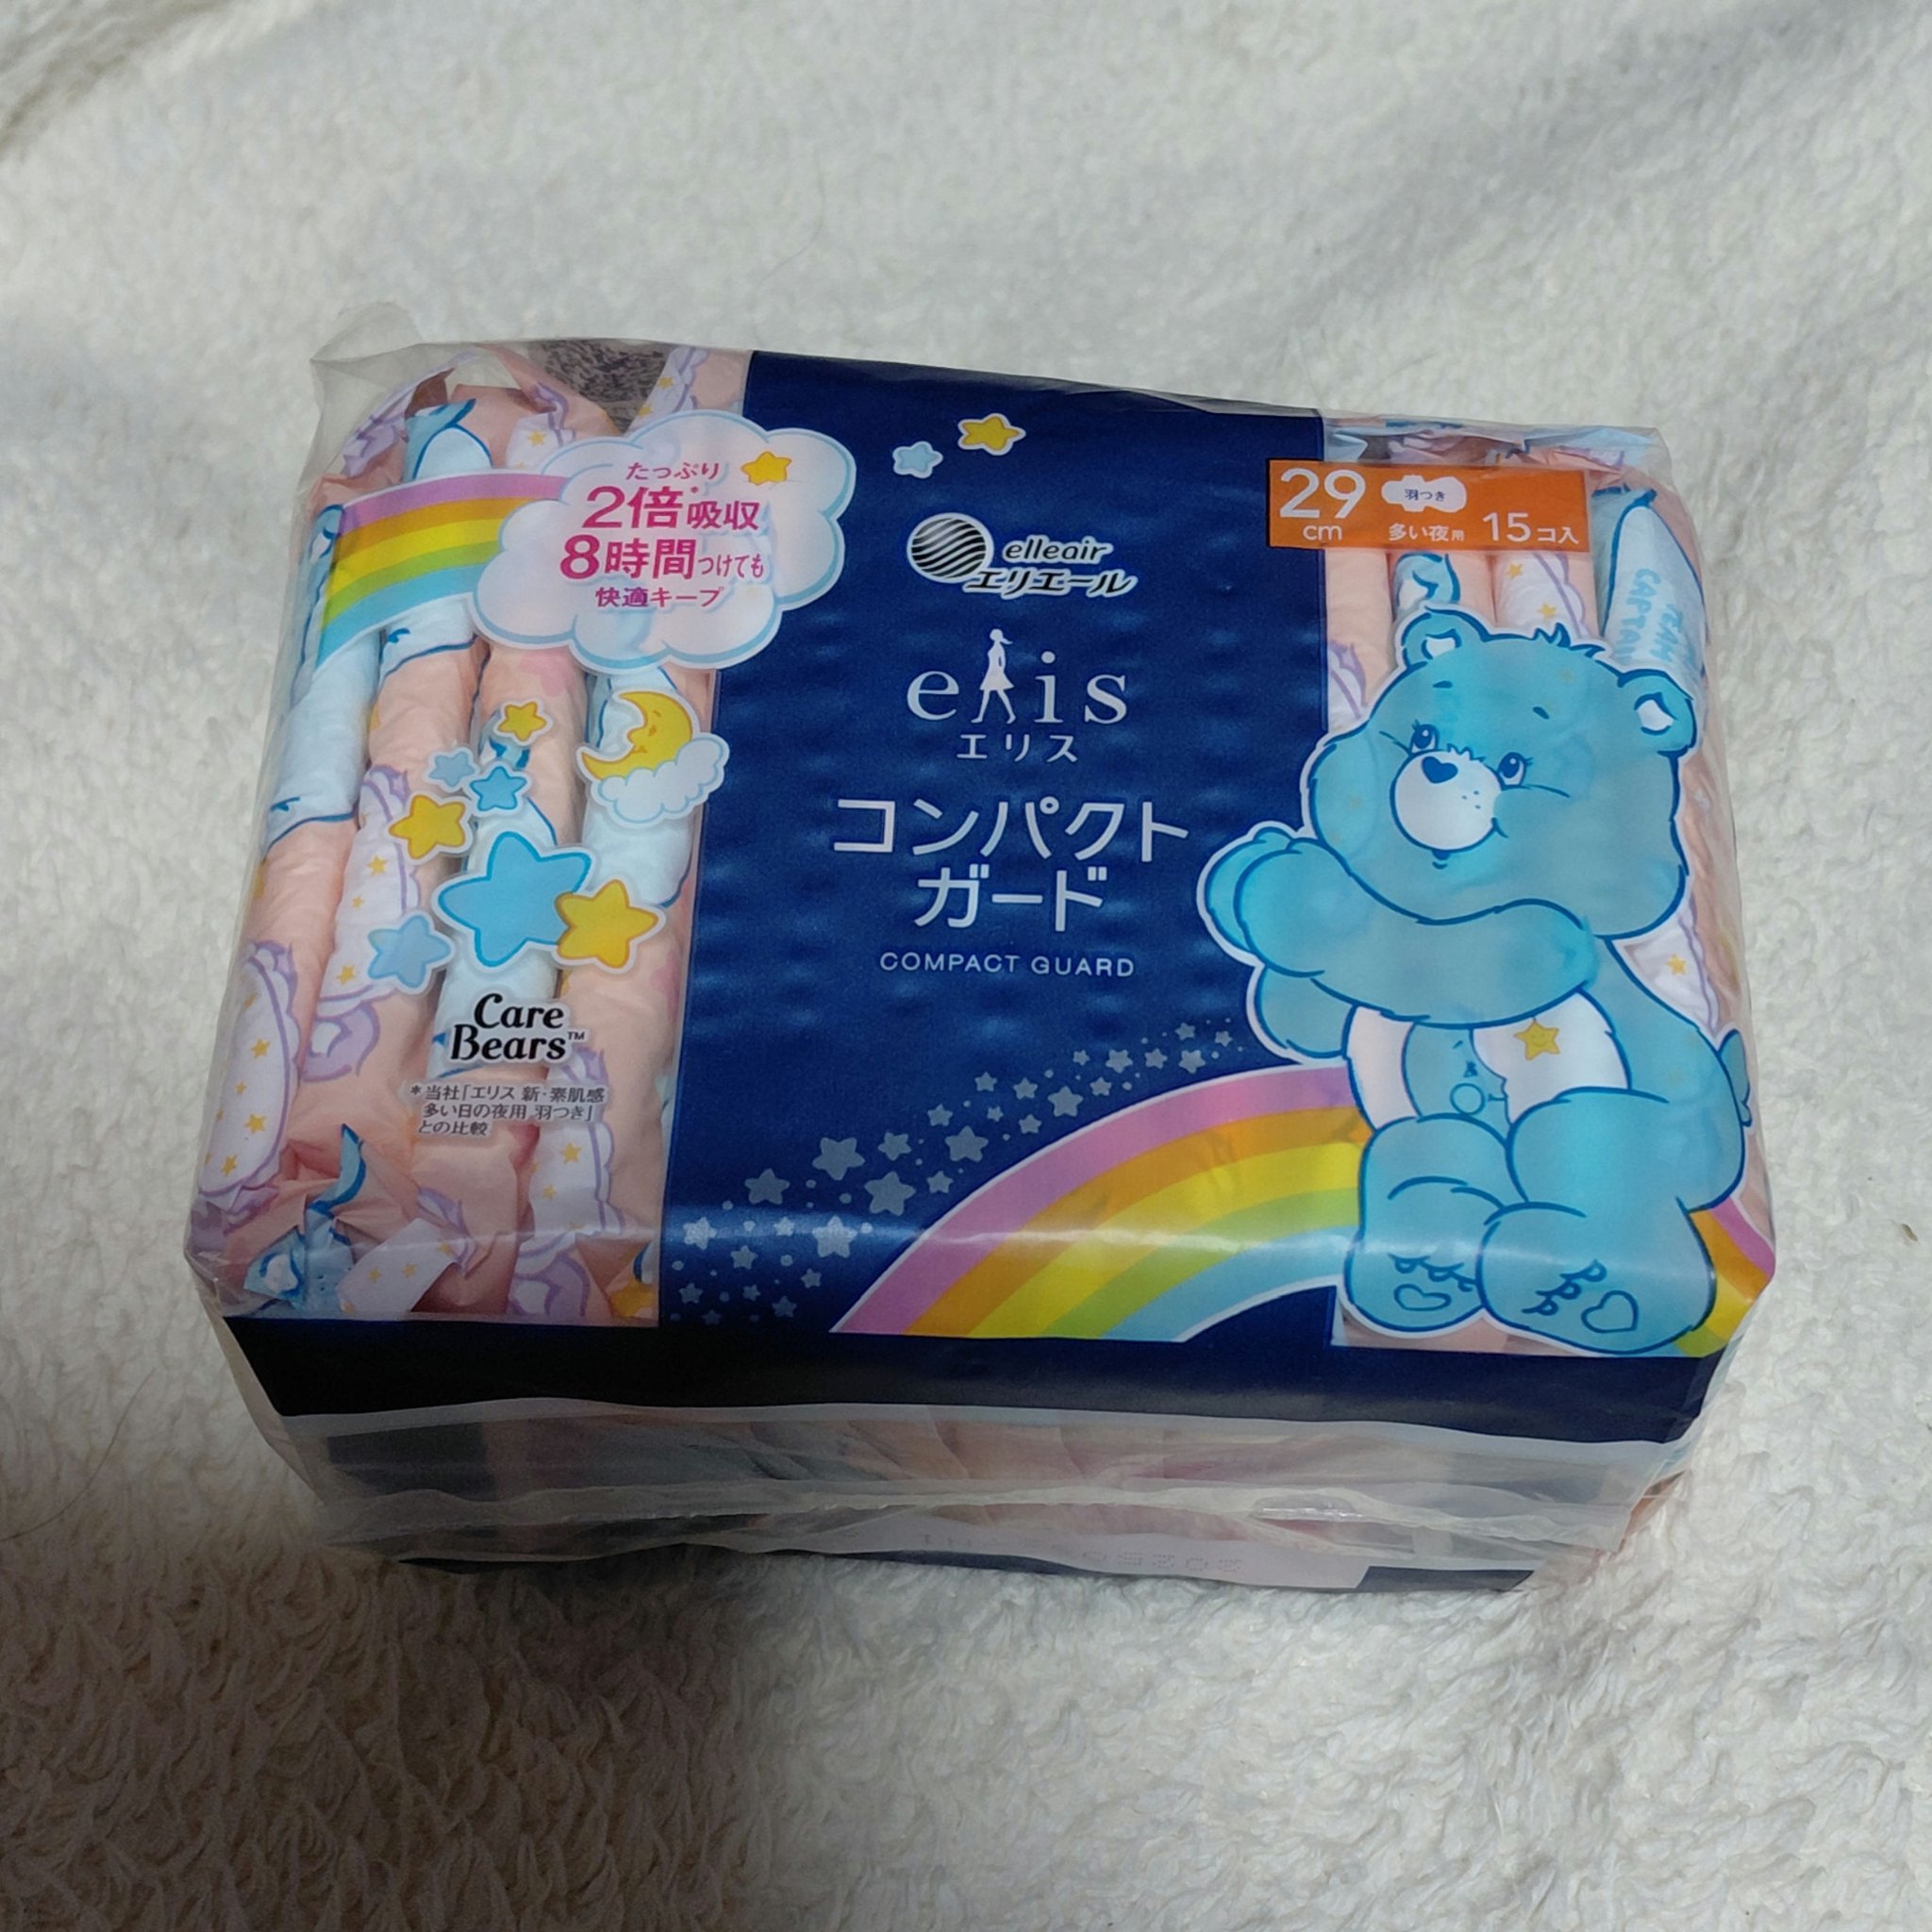 たっぷり
2倍*吸収
8時間つけても
快適キープ
elleair
エリエール
elis
エリス
コンパクト
ガード
COMPACT GUARD
29
cm
羽つき
多い夜用 15コ入
Care
Bears™
*当社「エリス 新・素肌感
多い日の夜用 羽つき」
との比較
TEAM
CAPTAIN